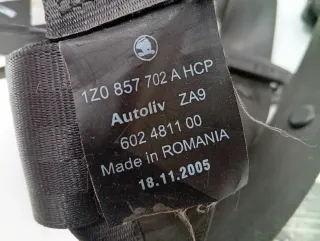 1Z0 857 702 A HCP
Autoliv ZA9
602 4811 00
Made in ROMANIA
18.11.2005